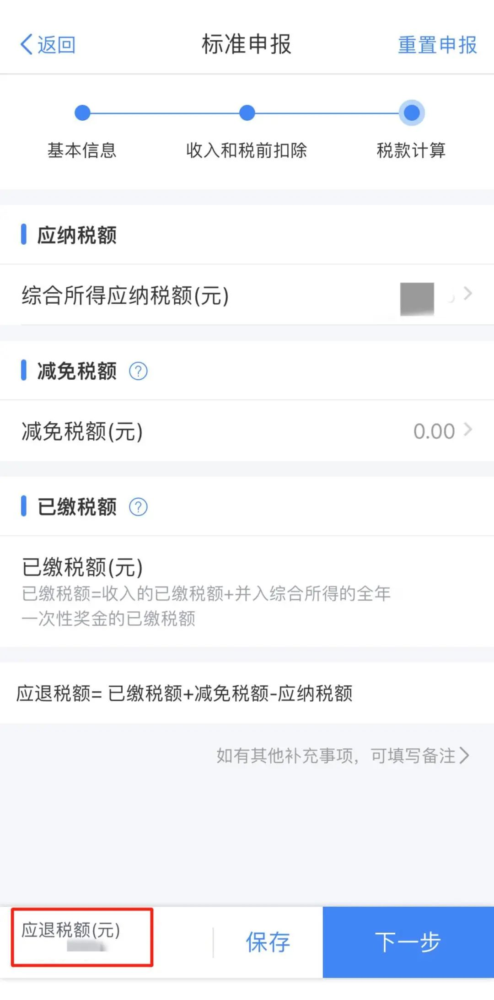 返回
标准申报
重置申报
基本信息
收入和税前扣除
税款计算
应纳税额
综合所得应纳税额(元)
减免税额 ?
减免税额(元)
0.00
已缴税额 ?
已缴税额(元)
已缴税额=收入的已缴税额+并入综合所得的全年
一次性奖金的已缴税额
应退税额= 已缴税额+减免税额-应纳税额
如有其他补充事项，可填写备注
应退税额(元)
保存
下一步